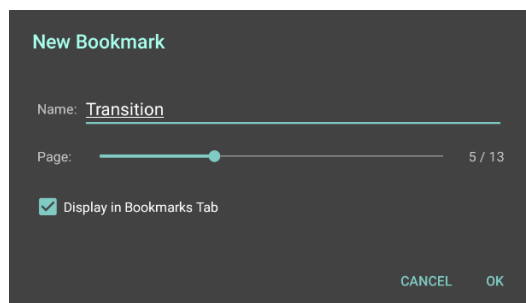 New Bookmark
Name: Transition
Page: 5 / 13
Display in Bookmarks Tab
CANCEL OK